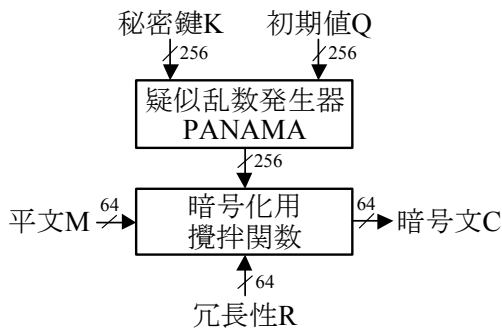 秘密鍵K
初期値Q
256
256
疑似乱数発生器
PANAMA
256
平文M
64
暗号化用
攪拌関数
64
暗号文C
64
冗長性R